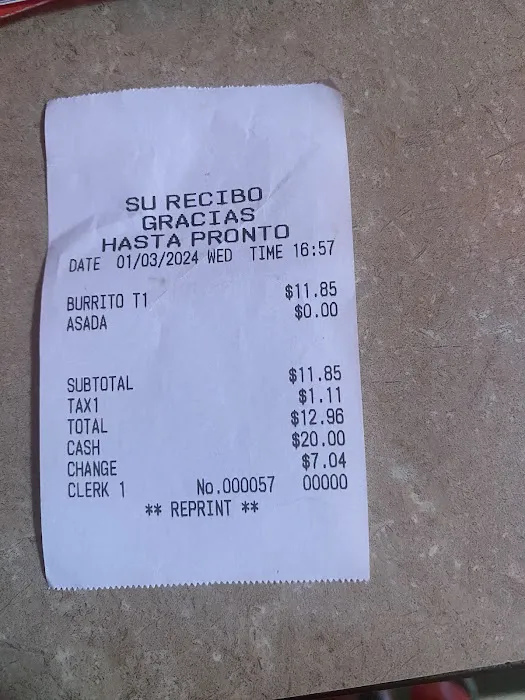 SU RECIBO
GRACIAS
HASTA PRONTO
DATE 01/03/2024 WED TIME 16:57
BURRITO T1 $11.85
ASADA $0.00
SUBTOTAL $11.85
TAX1 $1.11
TOTAL $12.96
CASH $20.00
CHANGE $7.04
CLERK 1 No.000057 00000
** REPRINT **